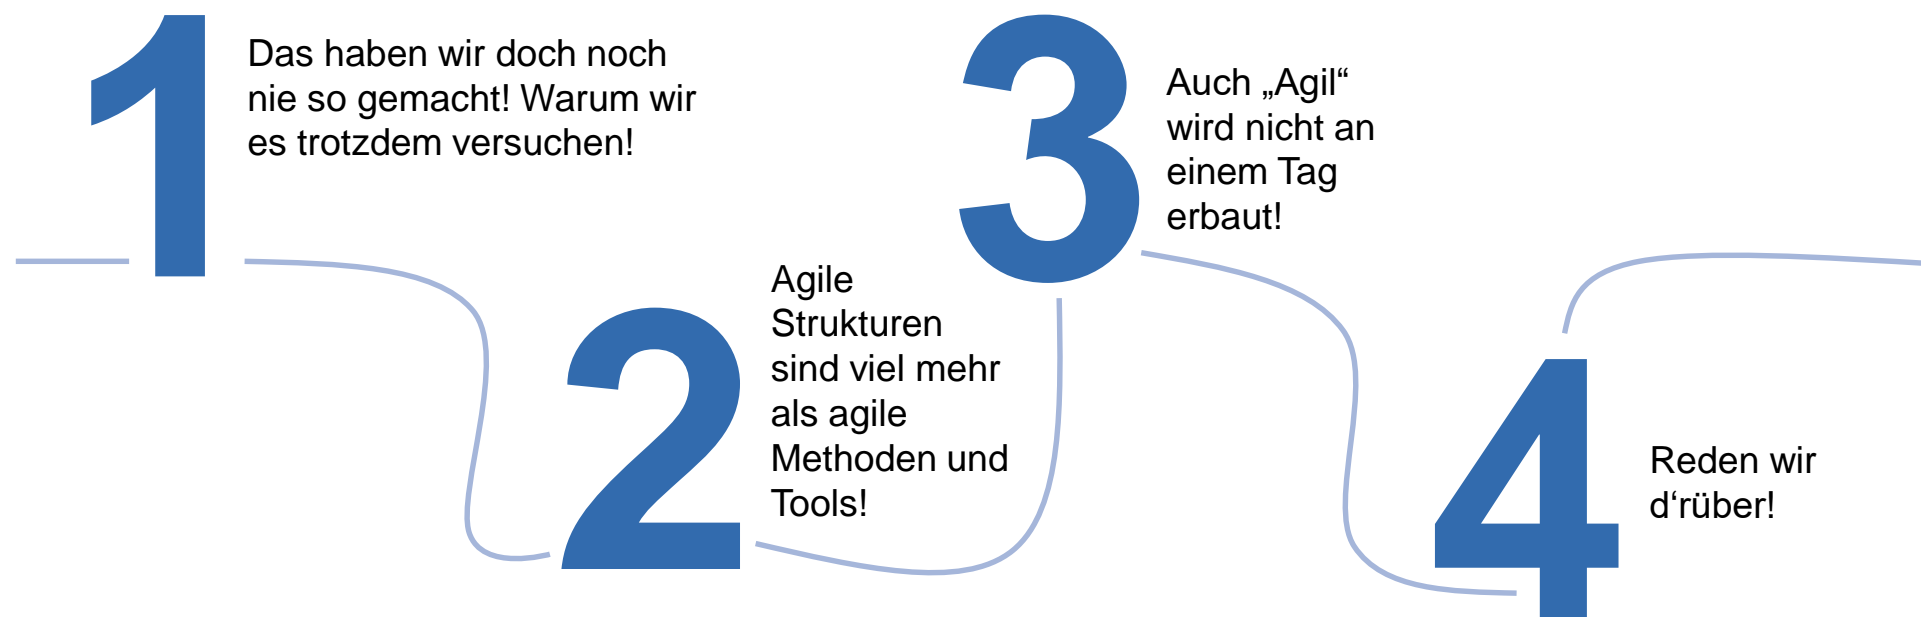 1
Das haben wir doch noch
nie so gemacht! Warum wir
es trotzdem versuchen!
2
Agile
Strukturen
sind viel mehr
als agile
Methoden und
Tools!
3
Auch „Agil“
wird nicht an
einem Tag
erbaut!
4
Reden wir
d‘rüber!